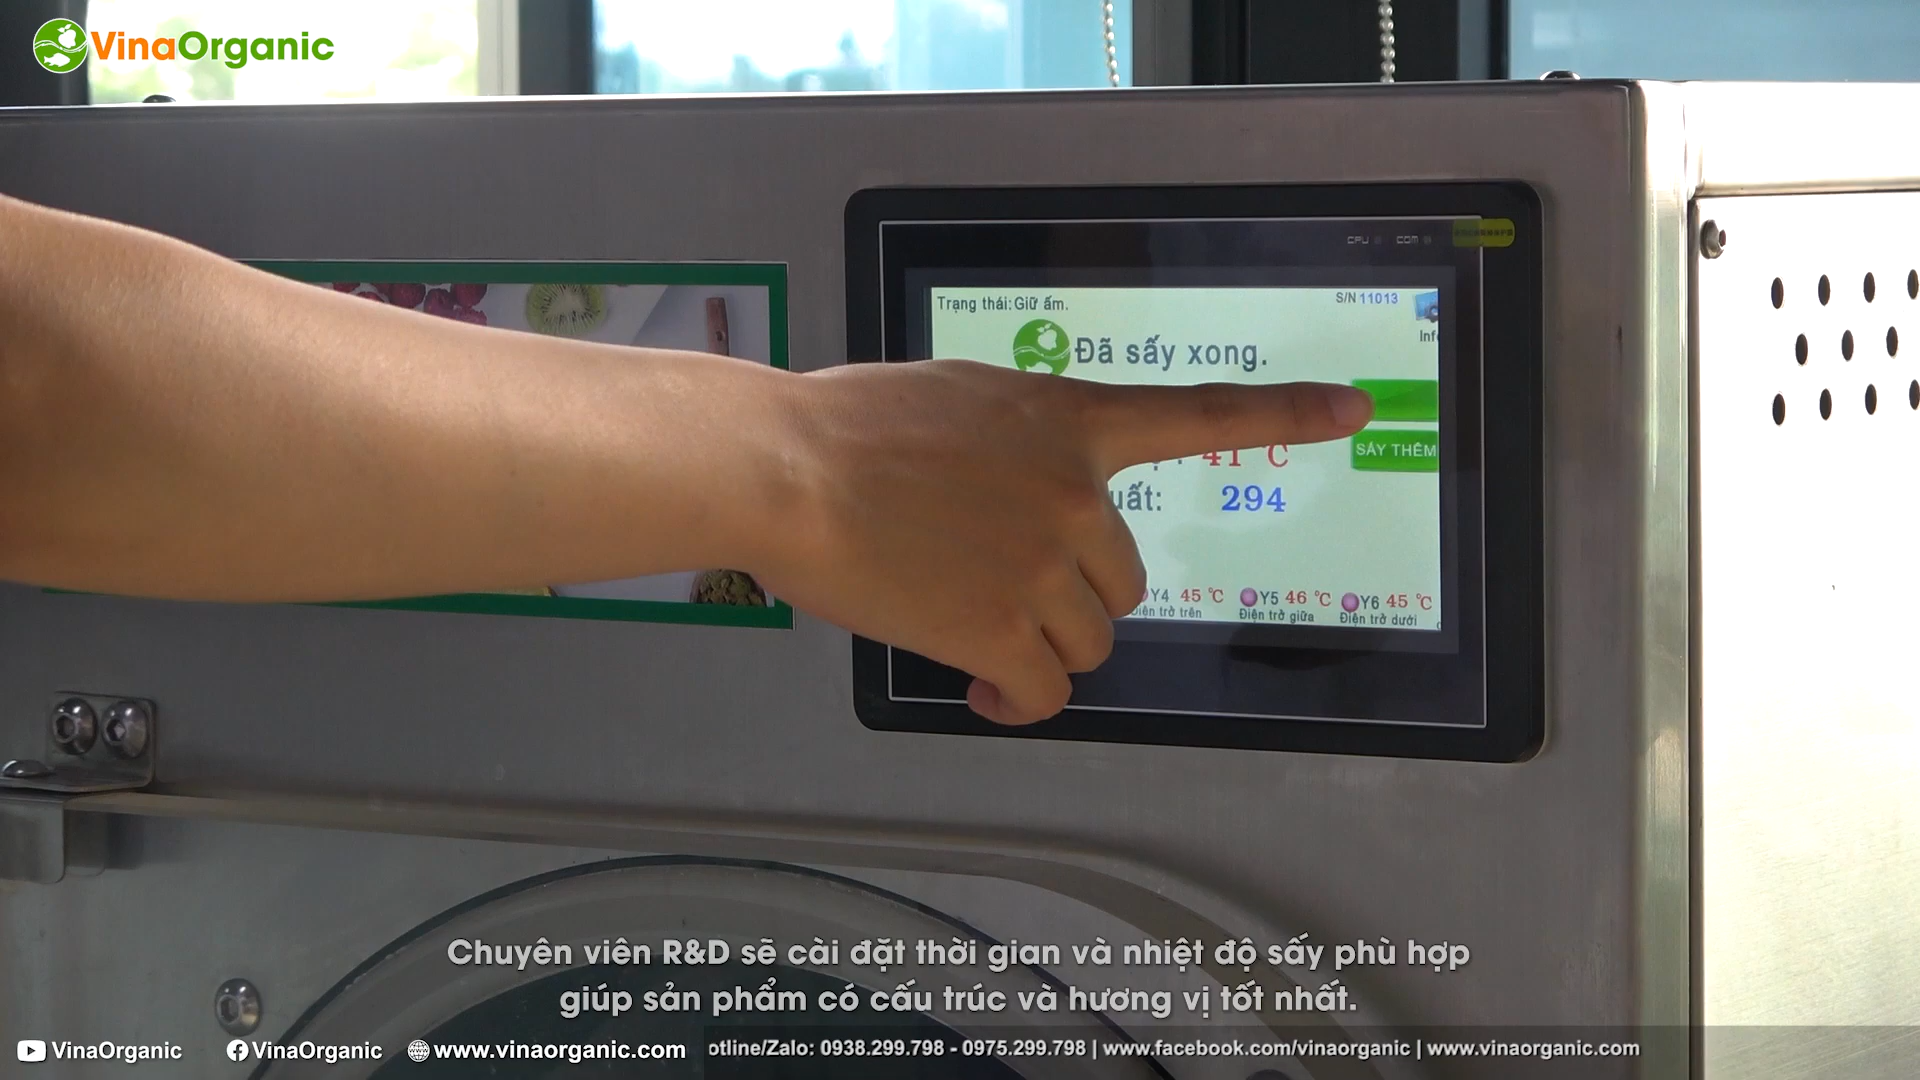 VinaOrganic
CPU COM
Trạng thái: Giữ ấm.
S/N 11013
Đã sấy xong.
SẤY THÊM
41 °C
uất: 294
Y4 45 °C
Y5 46 °C
Y6 45 °C
Điện trở trên
Điện trở giữa
Điện trở dưới
Chuyên viên R&D sẽ cài đặt thời gian và nhiệt độ sấy phù hợp
giúp sản phẩm có cấu trúc và hương vị tốt nhất.
VinaOrganic VinaOrganic www.vinaorganic.com
otline/Zalo: 0938.299.798 - 0975.299.798 | www.facebook.com/vinaorganic | www.vinaorganic.com